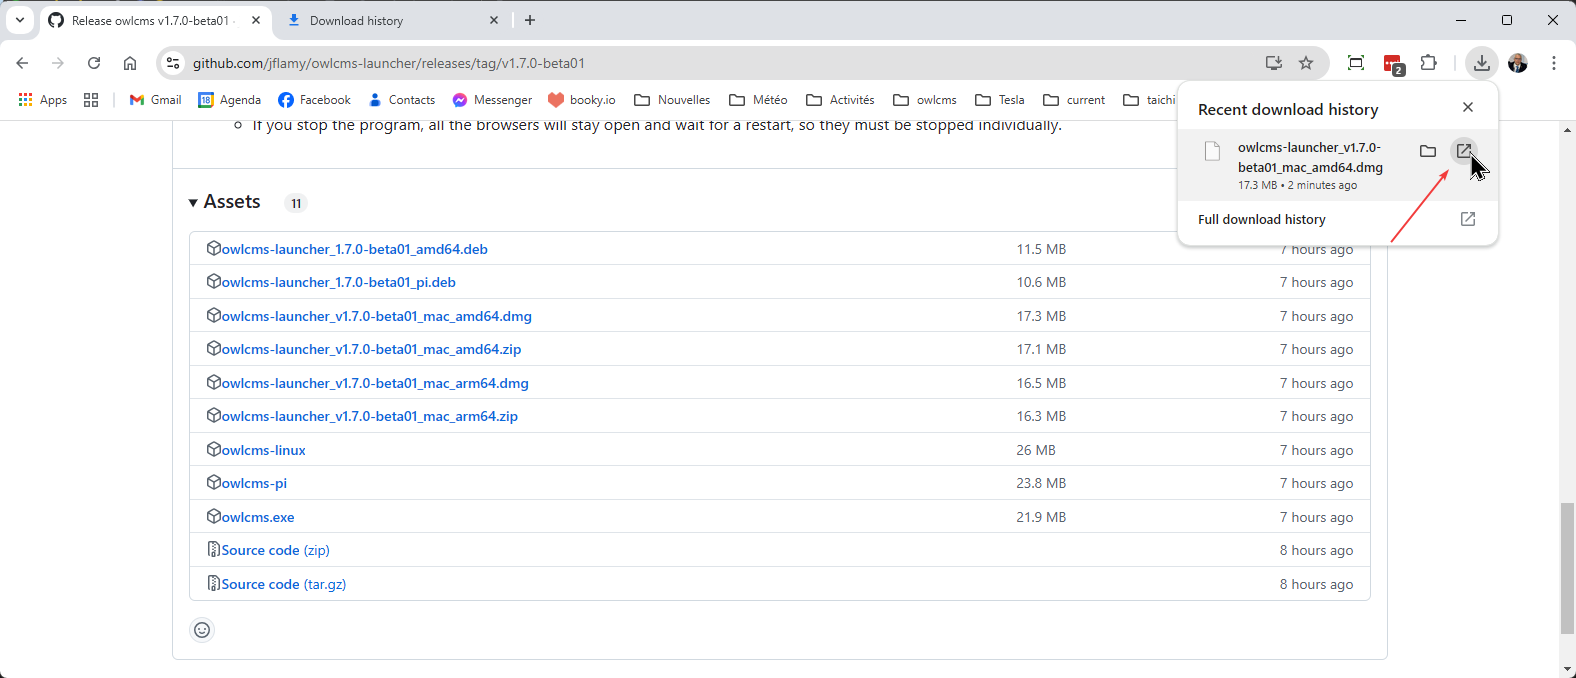 Release owlcms v1.7.0-beta01
Download history
github.com/jflamy/owlcms-launcher/releases/tag/v1.7.0-beta01
2
Apps
Gmail
18
Agenda
Facebook
Contacts
Messenger
booky.io
Nouvelles
Météo
Activités
owlcms
Tesla
current
taichi
If you stop the program, all the browsers will stay open and wait for a restart, so they must be stopped individually.
Recent download history
owlcms-launcher_v1.7.0-
beta01_mac_amd64.dmg
17.3 MB • 2 minutes ago
Full download history
Assets 11
owlcms-launcher_1.7.0-beta01_amd64.deb 11.5 MB 7 hours ago
owlcms-launcher_1.7.0-beta01_pi.deb 10.6 MB 7 hours ago
owlcms-launcher_v1.7.0-beta01_mac_amd64.dmg 17.3 MB 7 hours ago
owlcms-launcher_v1.7.0-beta01_mac_amd64.zip 17.1 MB 7 hours ago
owlcms-launcher_v1.7.0-beta01_mac_arm64.dmg 16.5 MB 7 hours ago
owlcms-launcher_v1.7.0-beta01_mac_arm64.zip 16.3 MB 7 hours ago
owlcms-linux 26 MB 7 hours ago
owlcms-pi 23.8 MB 7 hours ago
owlcms.exe 21.9 MB 7 hours ago
Source code (zip) 8 hours ago
Source code (tar.gz) 8 hours ago